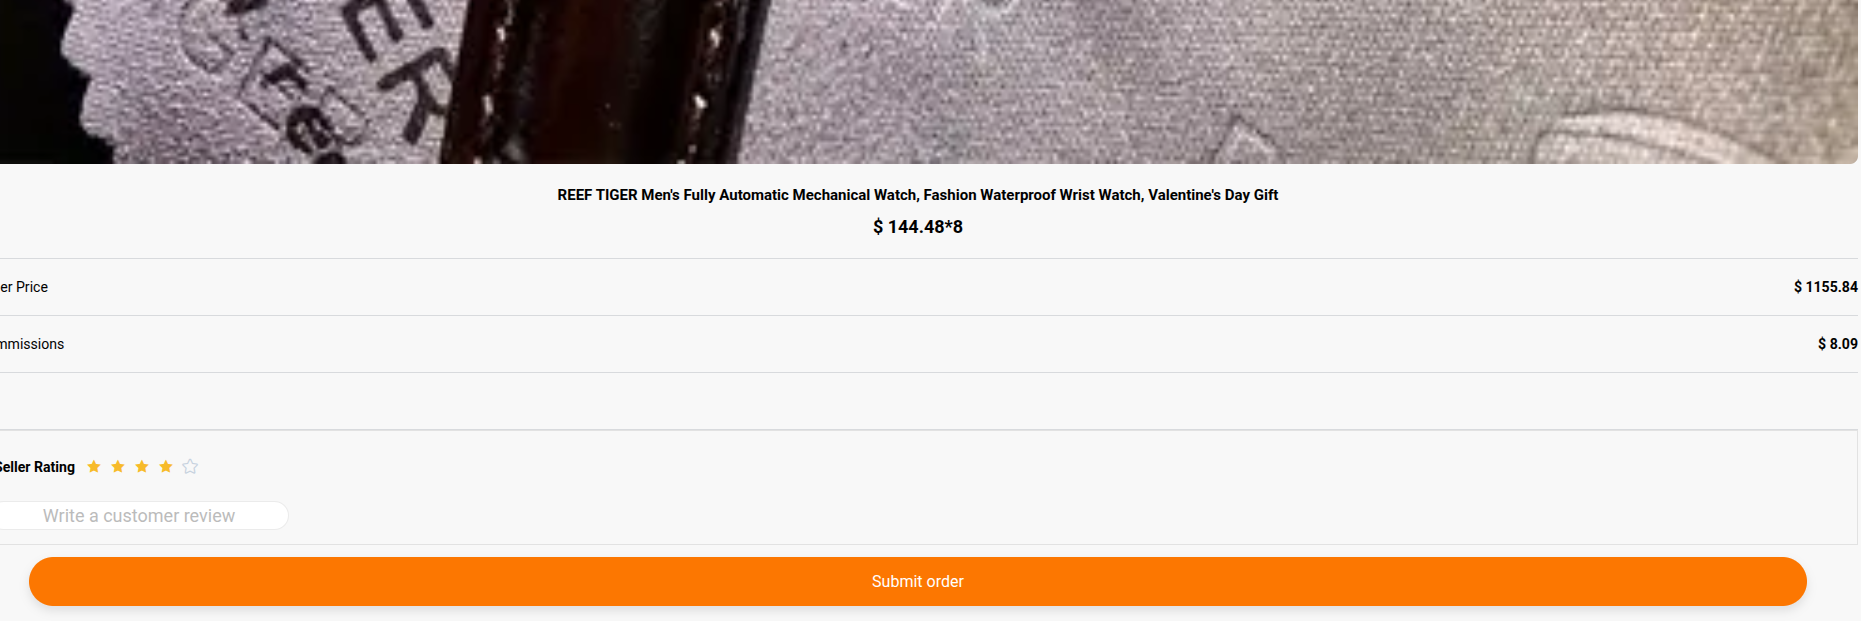 REEF TIGER Men's Fully Automatic Mechanical Watch, Fashion Waterproof Wrist Watch, Valentine's Day Gift
$ 144.48*8
er Price
$ 1155.84
mmissions
$ 8.09
Seller Rating
Write a customer review
Submit order